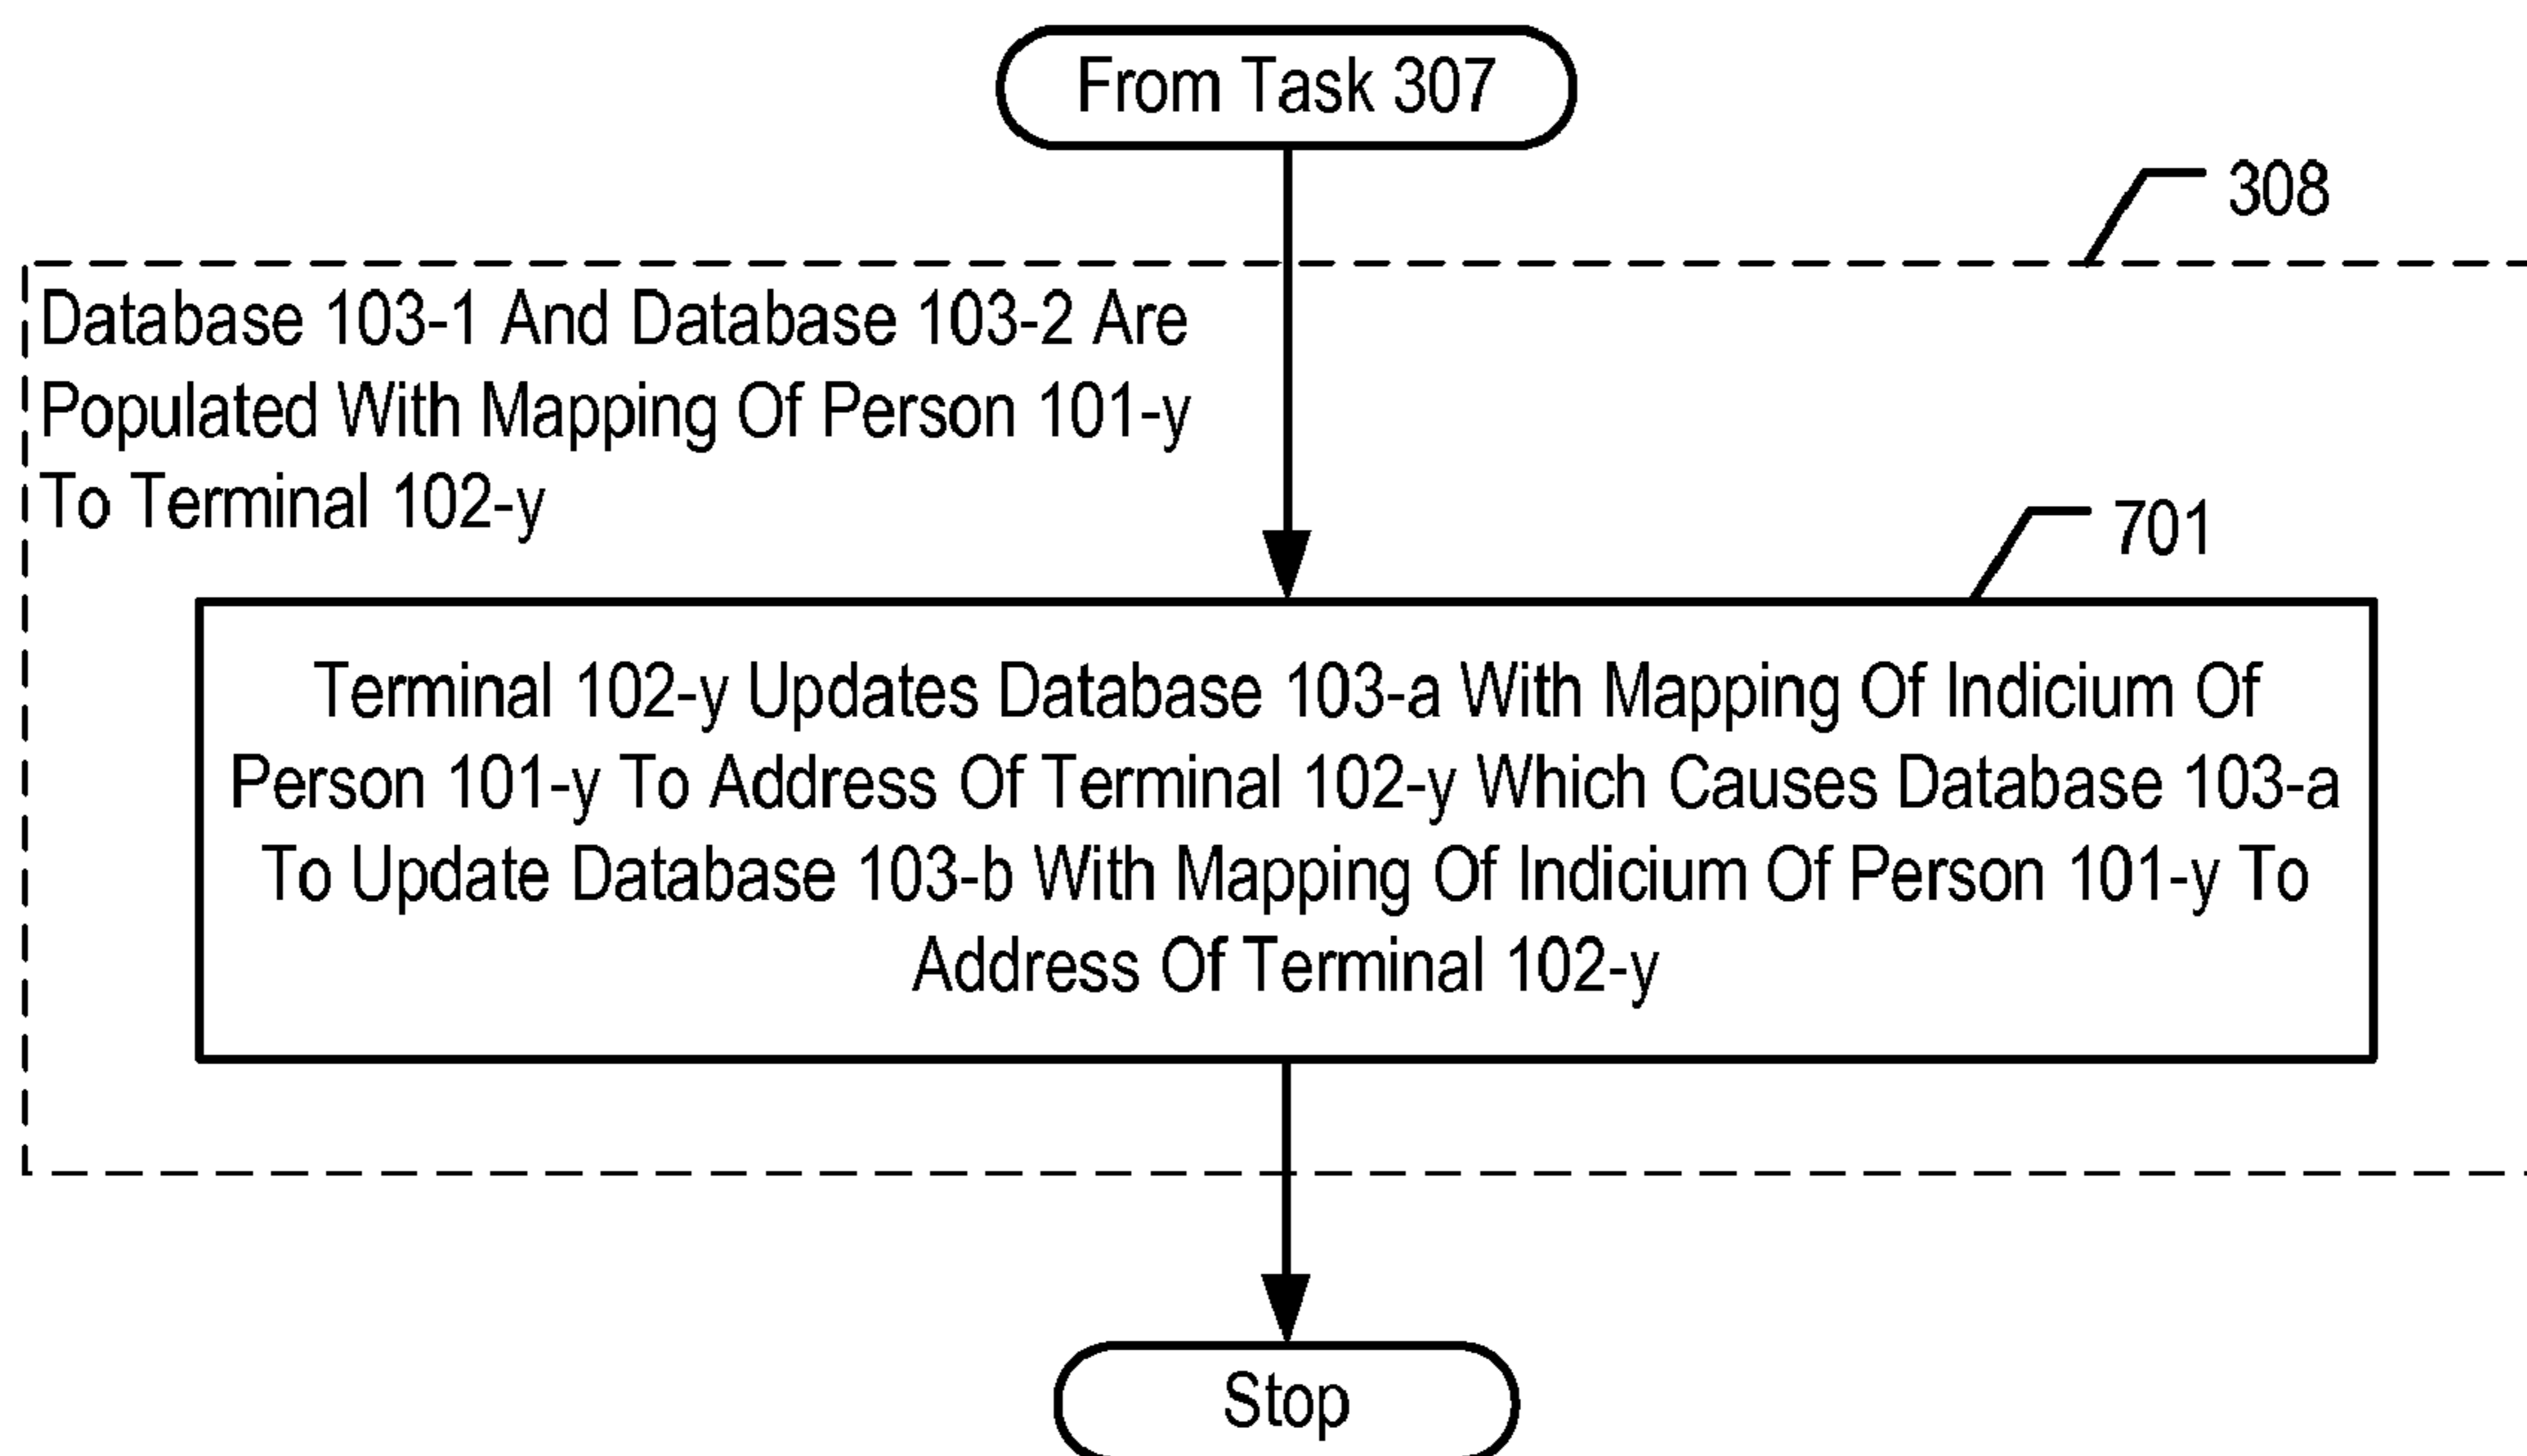 From Task 307
308
Database 103-1 And Database 103-2 Are
Populated With Mapping Of Person 101-y
To Terminal 102-y
701
Terminal 102-y Updates Database 103-a With Mapping Of Indicium Of
Person 101-y To Address Of Terminal 102-y Which Causes Database 103-a
To Update Database 103-b With Mapping Of Indicium Of Person 101-y To
Address Of Terminal 102-y
Stop